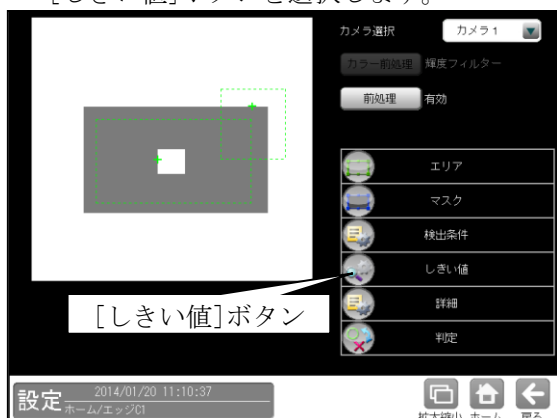 [しきい値]ボタンを選択します。
カメラ選択 カメラ1
カラー前処理 輝度フィルター
前処理 有効
エリア
マスク
検出条件
しきい値
[しきい値]ボタン
詳細
判定
設定 2014/01/20 11:10:37
ホーム/エッジC1
拡大縮小 ホーム 戻る